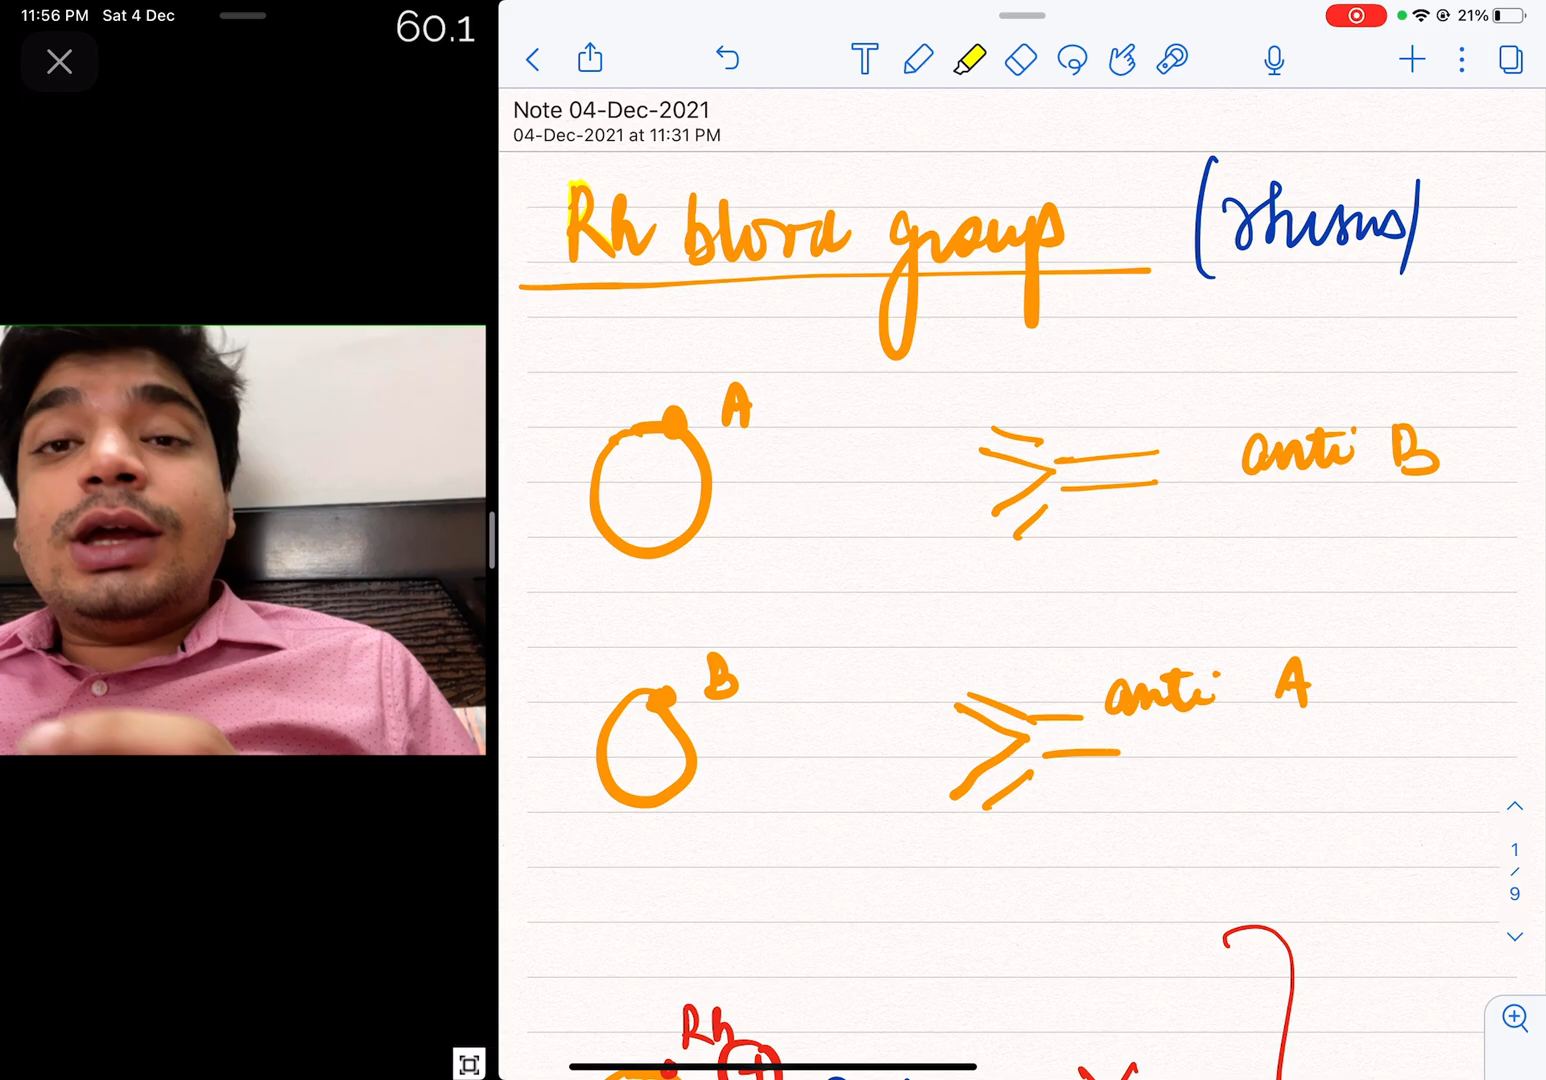 11:56 PM Sat 4 Dec
60.1
21%
T
Note 04-Dec-2021
04-Dec-2021 at 11:31 PM
Rh blood group (rhesus)
A
anti B
B
anti A
1
/
9
Rh
+